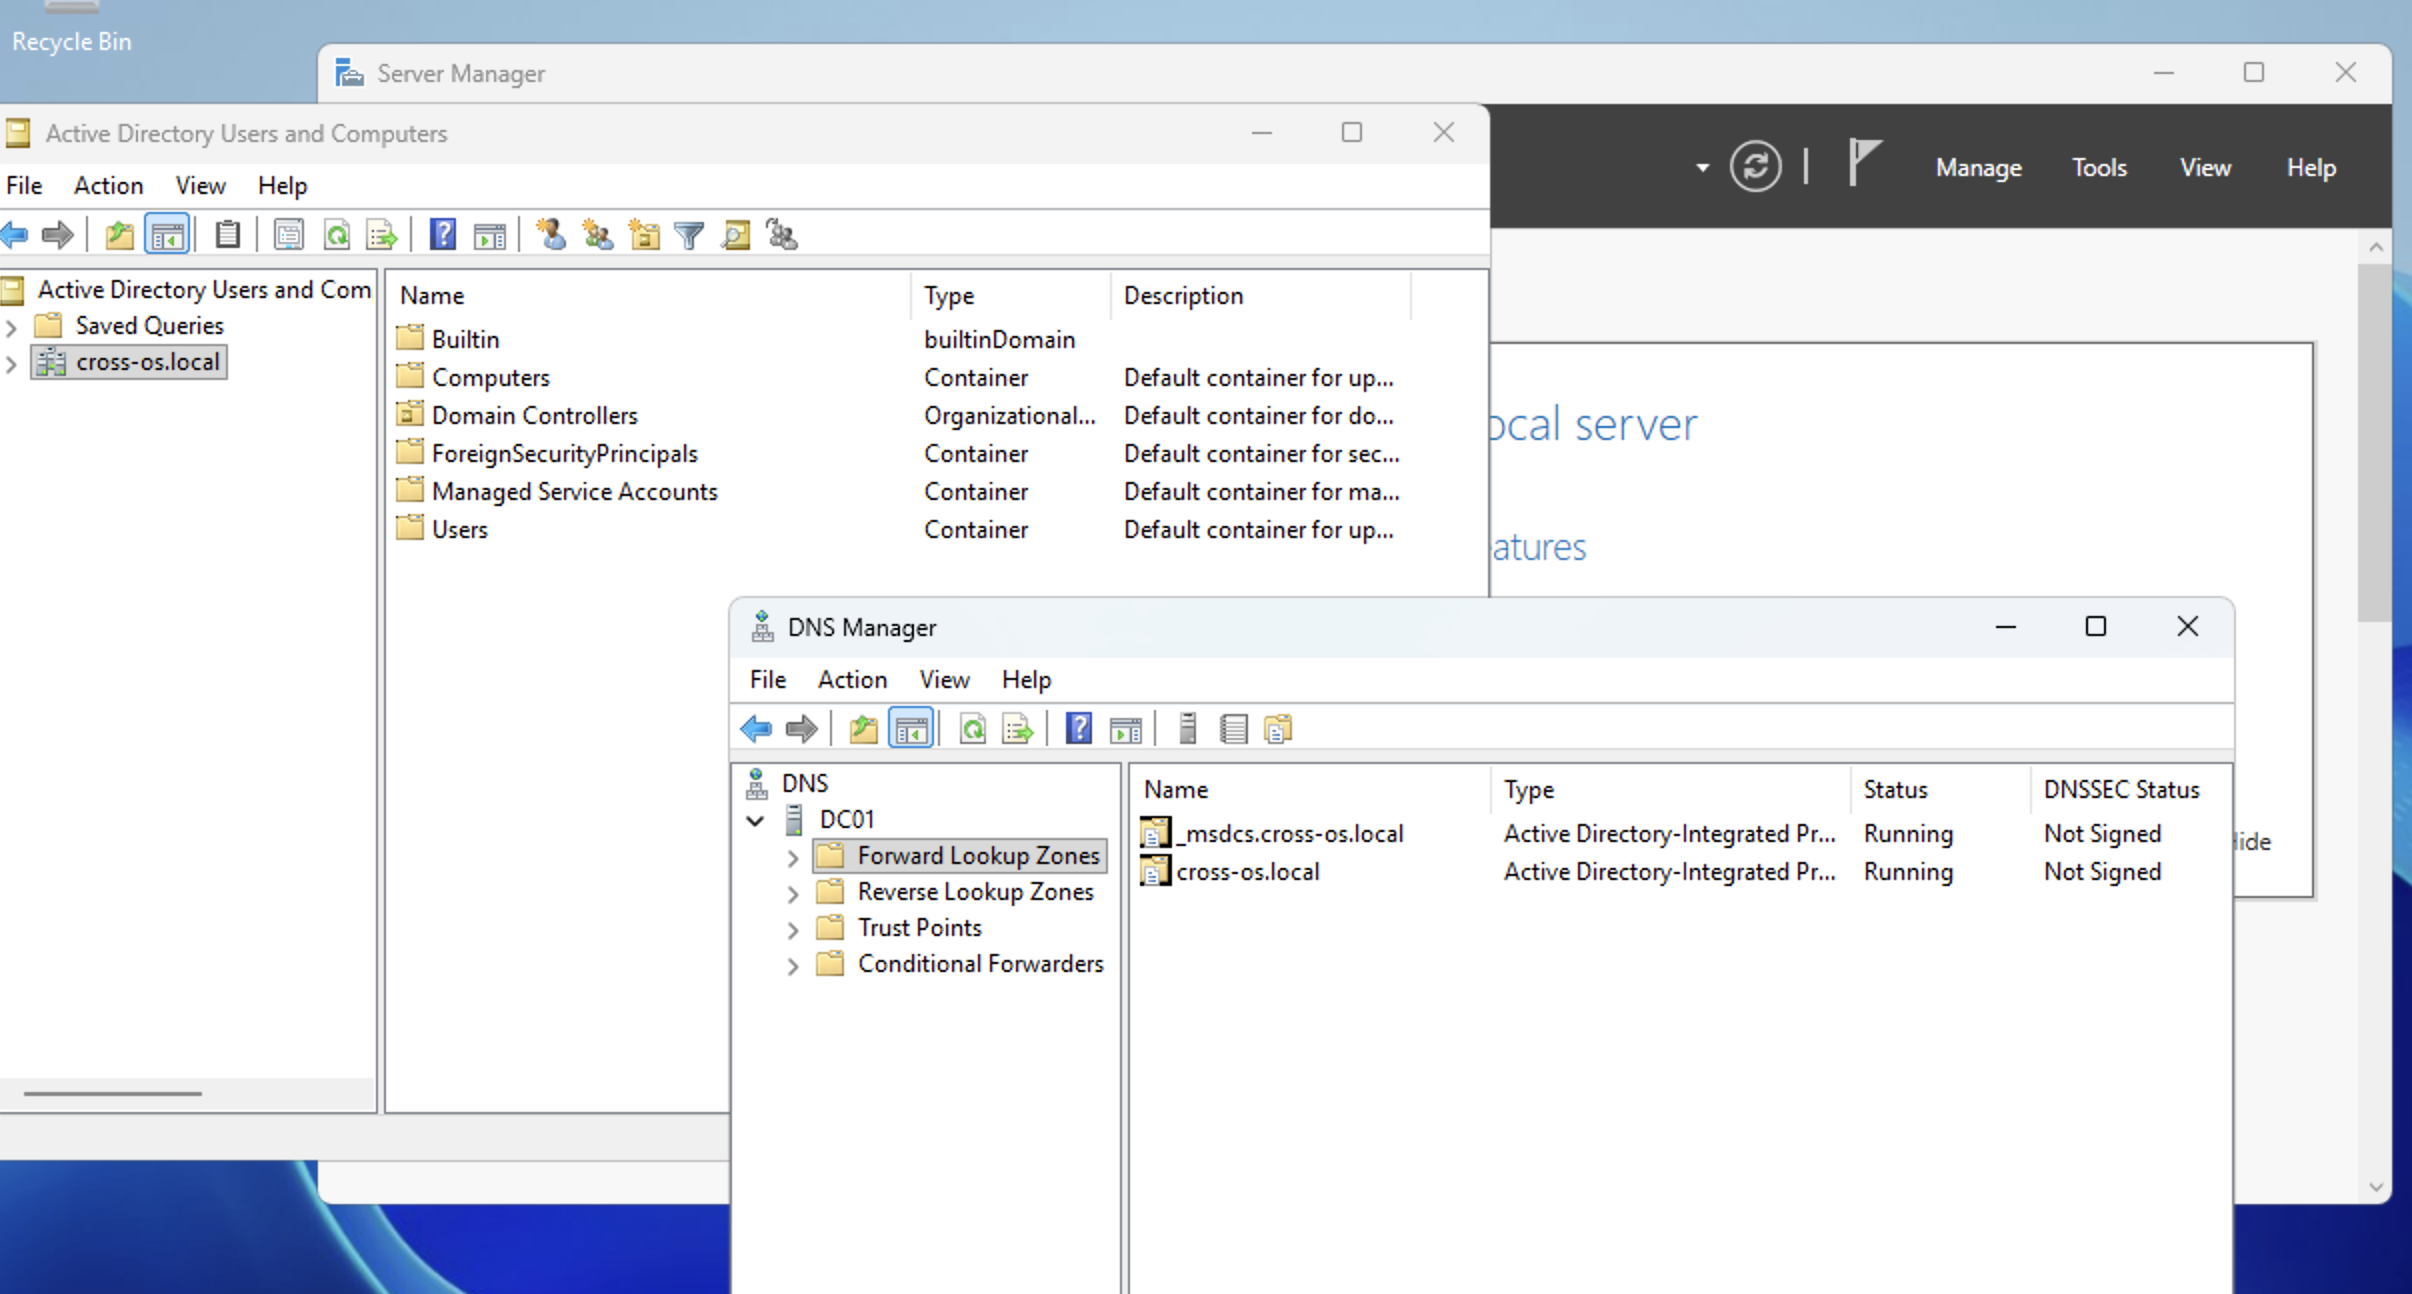 Recycle Bin
Server Manager
Manage Tools View Help
Active Directory Users and Computers
File Action View Help
Active Directory Users and Com
Saved Queries
cross-os.local
Name Type Description
Builtin builtinDomain
Computers Container Default container for up...
Domain Controllers Organizational... Default container for do...
ForeignSecurityPrincipals Container Default container for sec...
Managed Service Accounts Container Default container for ma...
Users Container Default container for up...
ocal server
atures
DNS Manager
File Action View Help
DNS
DC01
Forward Lookup Zones
Reverse Lookup Zones
Trust Points
Conditional Forwarders
Name Type Status DNSSEC Status
_msdcs.cross-os.local Active Directory-Integrated Pr... Running Not Signed
cross-os.local Active Directory-Integrated Pr... Running Not Signed
Hide